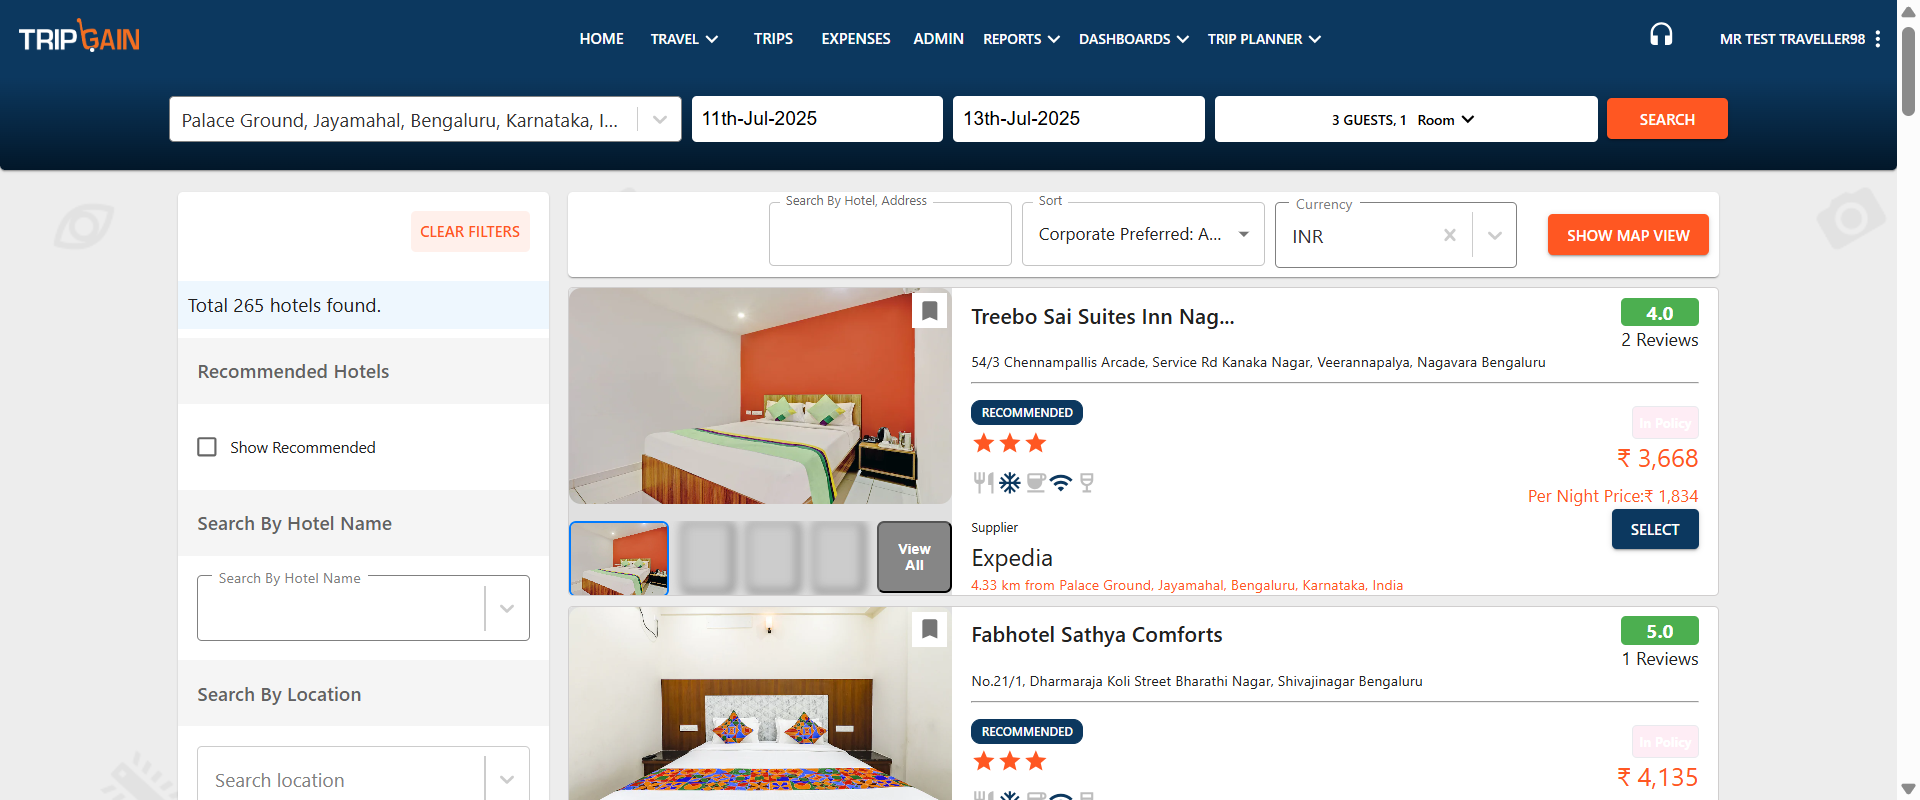 TRIPGAIN
HOME TRAVEL TRIPS EXPENSES ADMIN REPORTS DASHBOARDS TRIP PLANNER
MR TEST TRAVELLER98
Palace Ground, Jayamahal, Bengaluru, Karnataka, I...
11th-Jul-2025
13th-Jul-2025
3 GUESTS, 1 Room
SEARCH
CLEAR FILTERS
Total 265 hotels found.
Recommended Hotels
Show Recommended
Search By Hotel Name
Search By Hotel Name
Search By Location
Search location
Search By Hotel, Address
Sort
Corporate Preferred: A...
Currency
INR
SHOW MAP VIEW
Treebo Sai Suites Inn Nag...
4.0
2 Reviews
54/3 Chennampallis Arcade, Service Rd Kanaka Nagar, Veerannapalya, Nagavara Bengaluru
RECOMMENDED
In Policy
₹ 3,668
Per Night Price:₹ 1,834
SELECT
Supplier
Expedia
4.33 km from Palace Ground, Jayamahal, Bengaluru, Karnataka, India
View
All
Fabhotel Sathya Comforts
5.0
1 Reviews
No.21/1, Dharmaraja Koli Street Bharathi Nagar, Shivajinagar Bengaluru
RECOMMENDED
In Policy
₹ 4,135